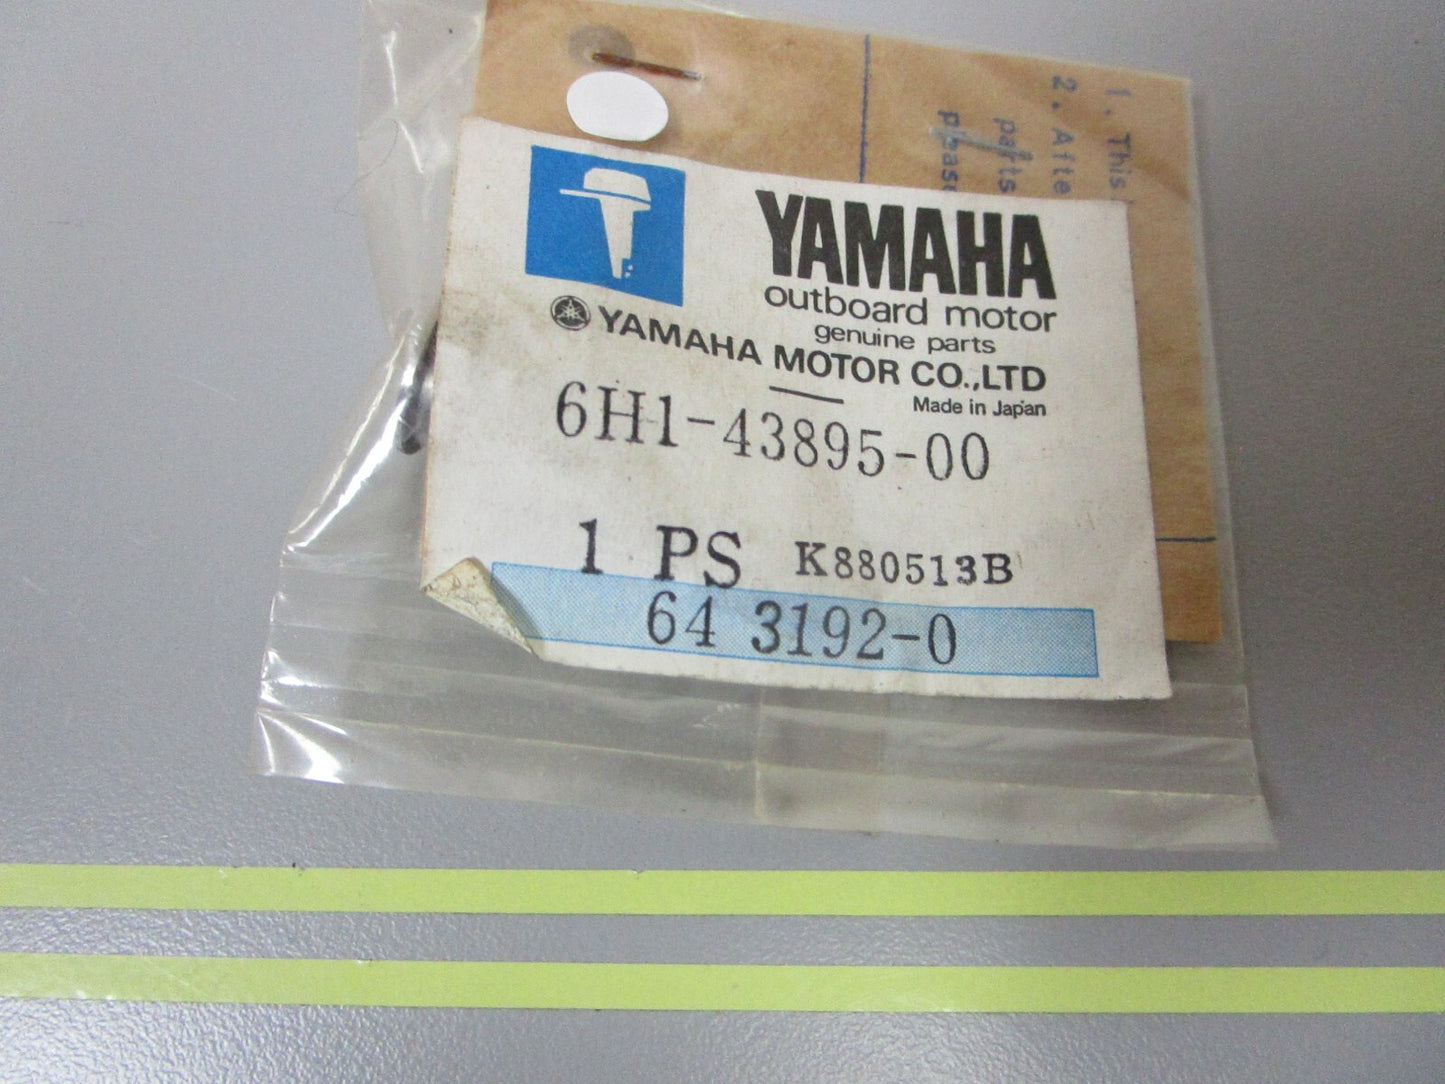 YAMAHA
outboard motor
genuine parts
YAMAHA MOTOR CO.,LTD
Made in Japan
6H1-43895-00
1 PS K880513B
64 3192-0
1. This
2. Afte
parts
please